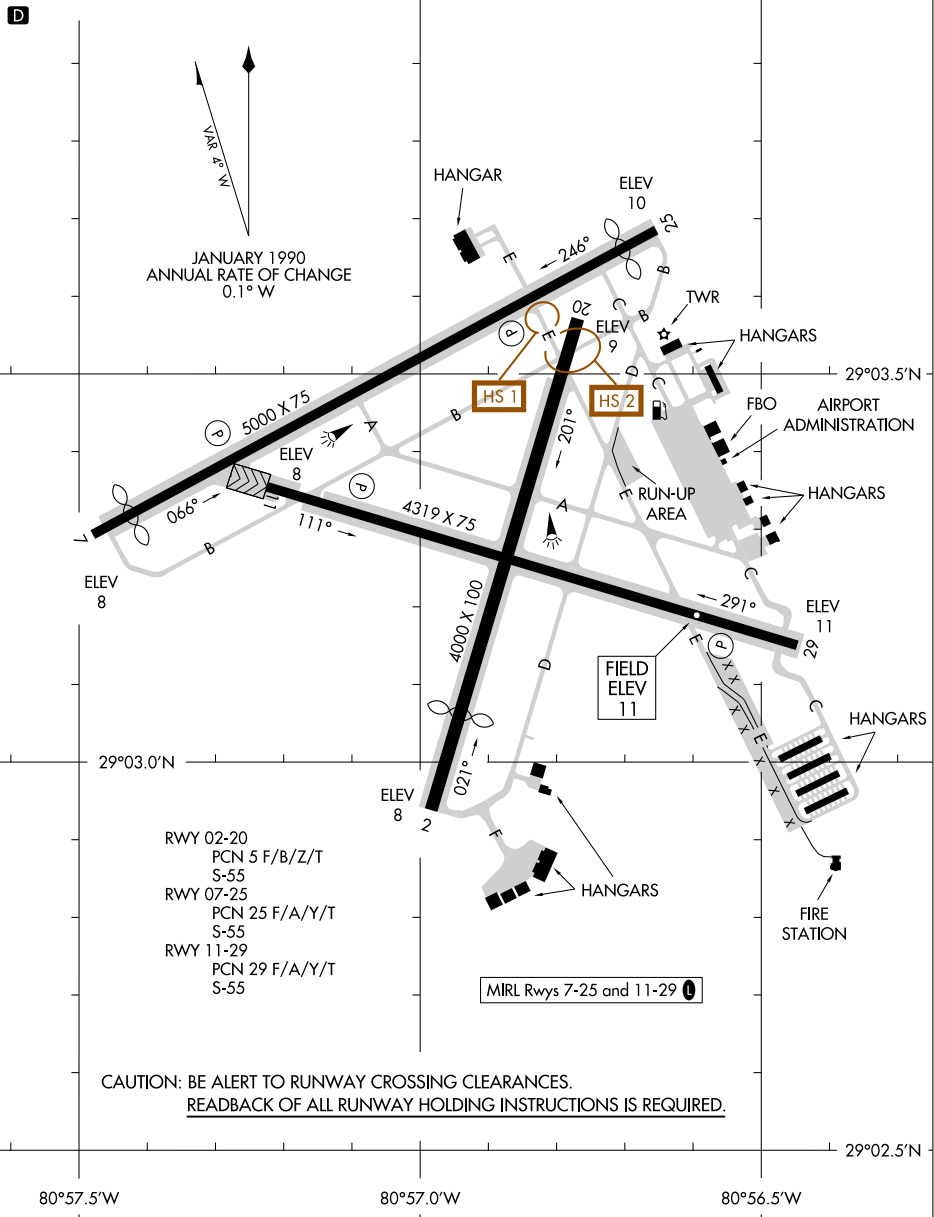 D
VAR 4° W
JANUARY 1990
ANNUAL RATE OF CHANGE
0.1° W
HANGAR
ELEV
10
25
246°
E
B
C
B
TWR
20
ELEV
9
E
HANGARS
P
D
C
29°03.5'N
HS 1
HS 2
5000 X 75
B
A
201°
FBO
AIRPORT
ADMINISTRATION
P
ELEV
8
P
E
RUN-UP
AREA
HANGARS
066°
11
111°
4319 X 75
A
7
B
C
ELEV
8
4000 X 100
291°
ELEV
11
29
D
E
P
FIELD
ELEV
11
X X
X
X
E
X
X
X
C
HANGARS
29°03.0'N
021°
ELEV
8
2
F
RWY 02-20
PCN 5 F/B/Z/T
S-55
RWY 07-25
PCN 25 F/A/Y/T
S-55
RWY 11-29
PCN 29 F/A/Y/T
S-55
HANGARS
FIRE
STATION
MIRL Rwys 7-25 and 11-29 L
CAUTION: BE ALERT TO RUNWAY CROSSING CLEARANCES.
READBACK OF ALL RUNWAY HOLDING INSTRUCTIONS IS REQUIRED.
29°02.5'N
80°57.5'W
80°57.0'W
80°56.5'W